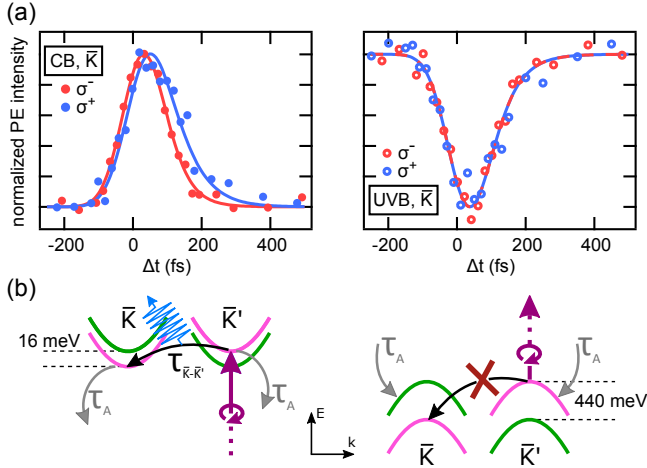 (a)
normalized PE intensity
CB, K̄
σ⁻
σ⁺
-200 0 200 400
Δt (fs)
σ⁻
σ⁺
UVB, K̄
-200 0 200 400
Δt (fs)
(b)
K̄
K̄'
16 meV
τ_K̄-K̄'
τ_A
τ_A
E
k
τ_A
τ_A
440 meV
K̄
K̄'